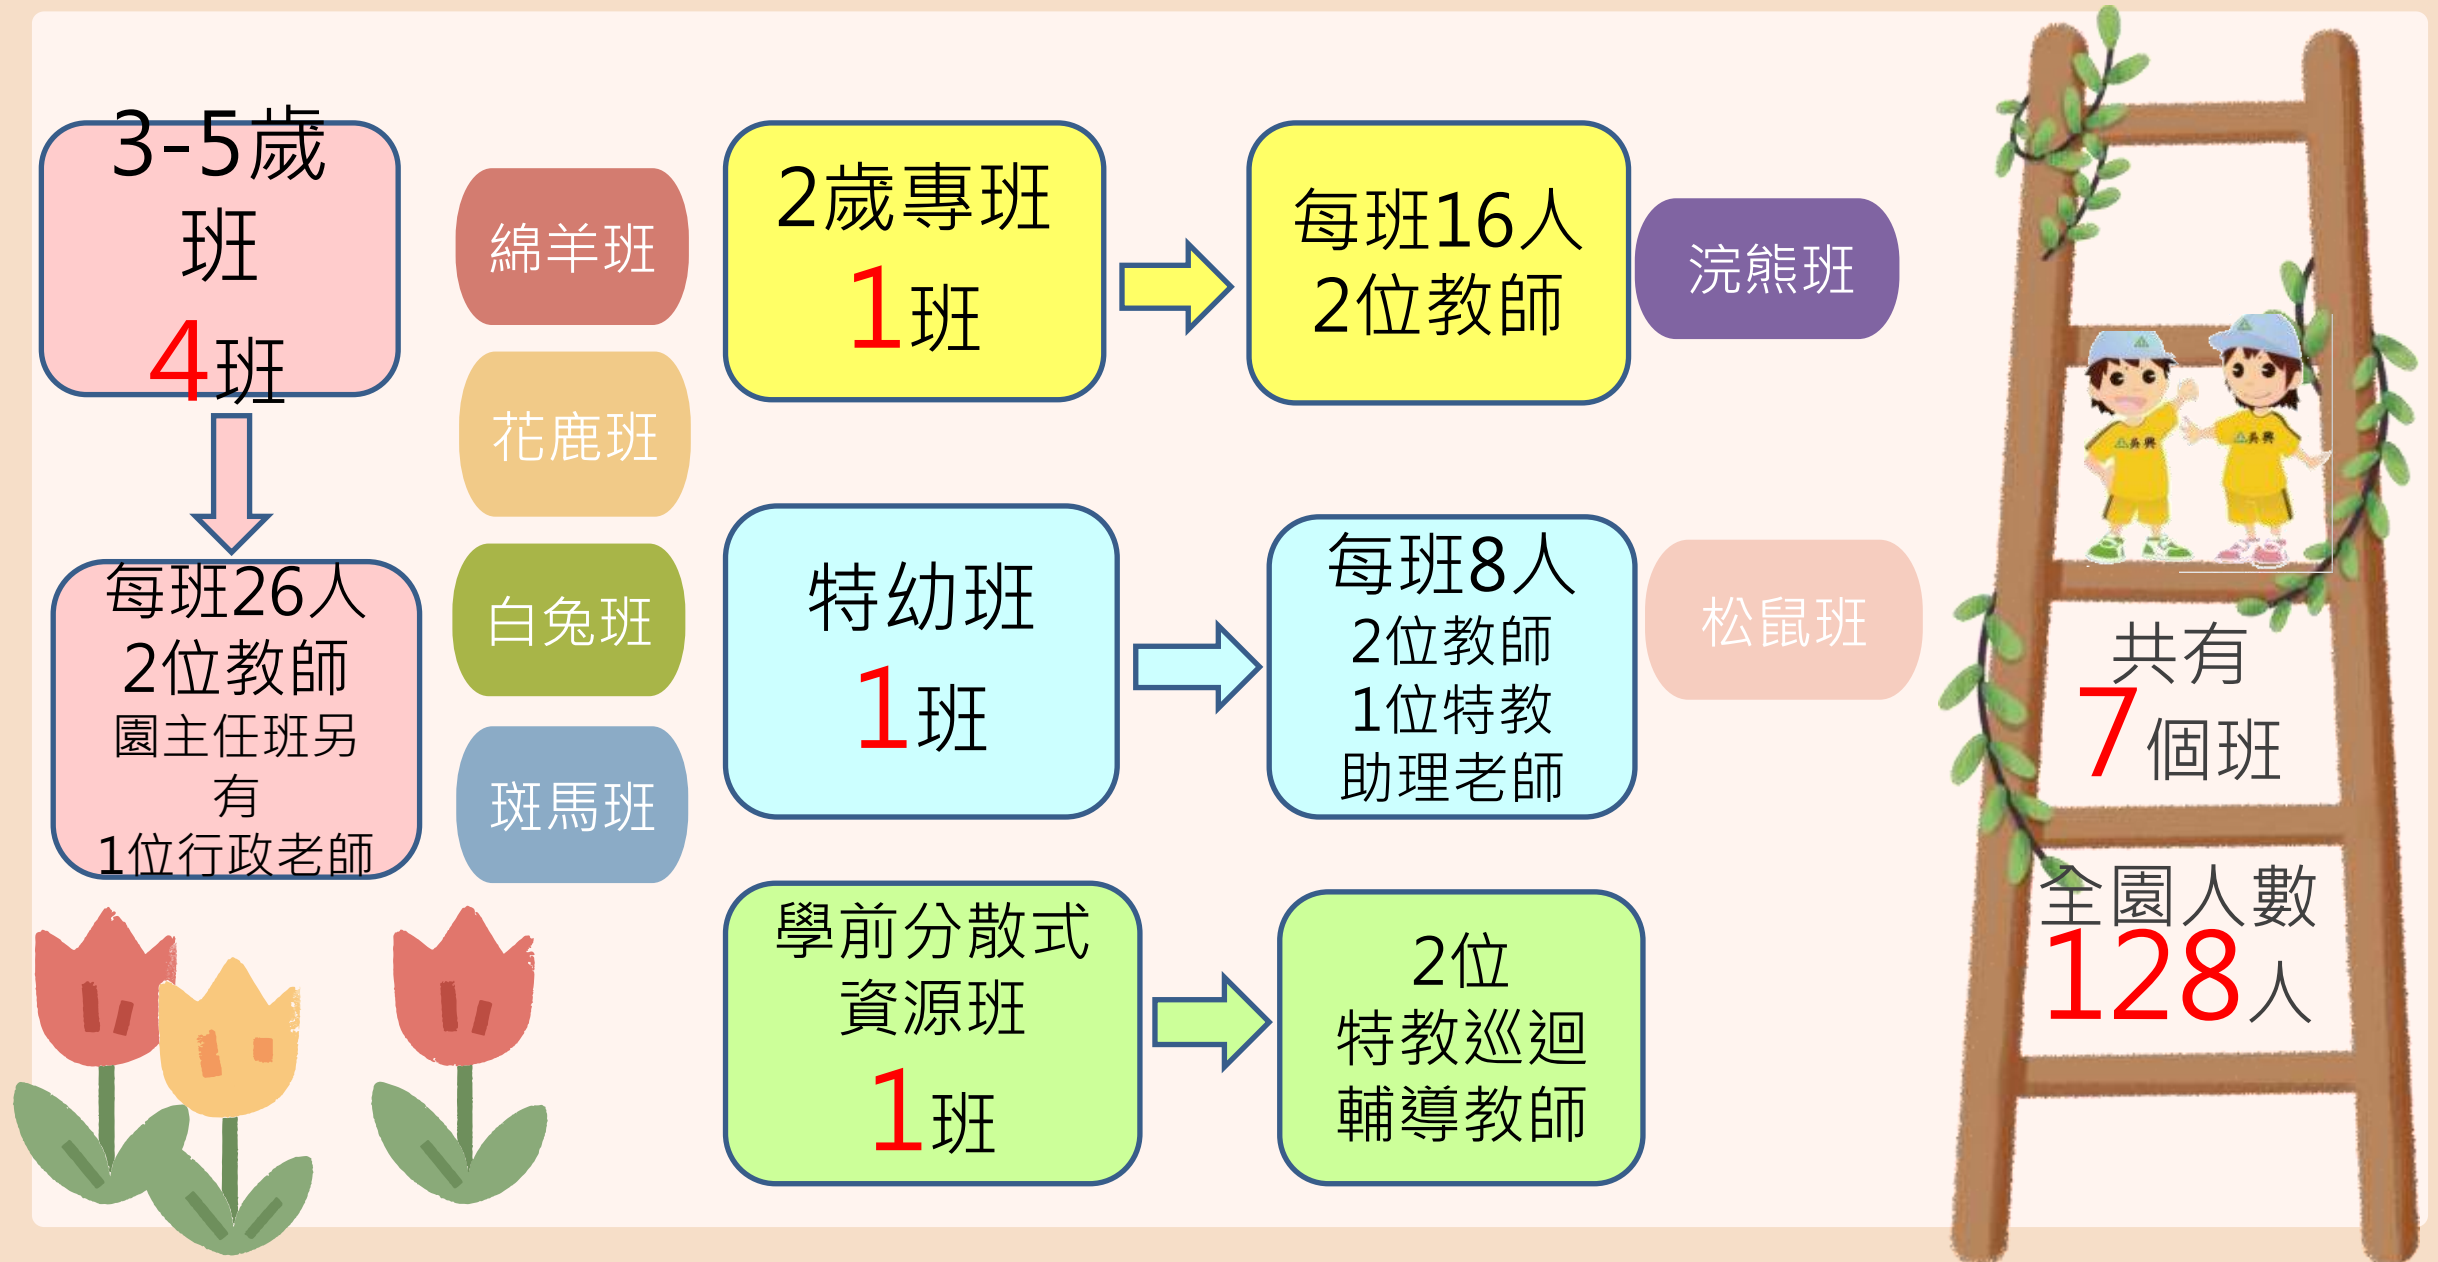 3-5歲
班
4班
每班26人
2位教師
園主任班另
有
1位行政老師
綿羊班
花鹿班
白兔班
斑馬班
2歲專班
1班
每班16人
2位教師
浣熊班
特幼班
1班
每班8人
2位教師
1位特教
助理老師
松鼠班
學前分散式
資源班
1班
2位
特教巡迴
輔導教師
吳興
吳興
共有
7個班
全園人數
128人